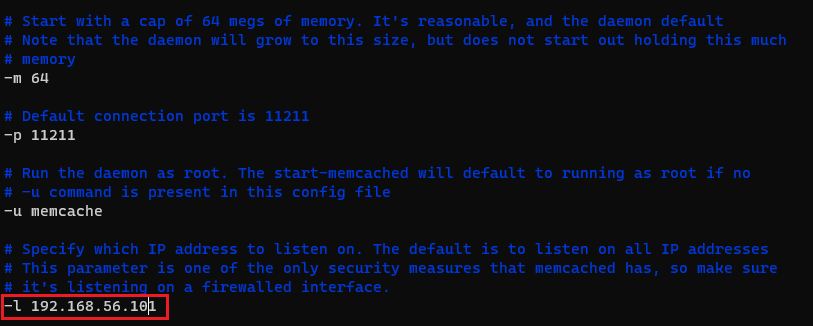 # Start with a cap of 64 megs of memory. It's reasonable, and the daemon default
# Note that the daemon will grow to this size, but does not start out holding this much
# memory
-m 64
# Default connection port is 11211
-p 11211
# Run the daemon as root. The start-memcached will default to running as root if no
# -u command is present in this config file
-u memcache
# Specify which IP address to listen on. The default is to listen on all IP addresses
# This parameter is one of the only security measures that memcached has, so make sure
# it's listening on a firewalled interface.
-l 192.168.56.101